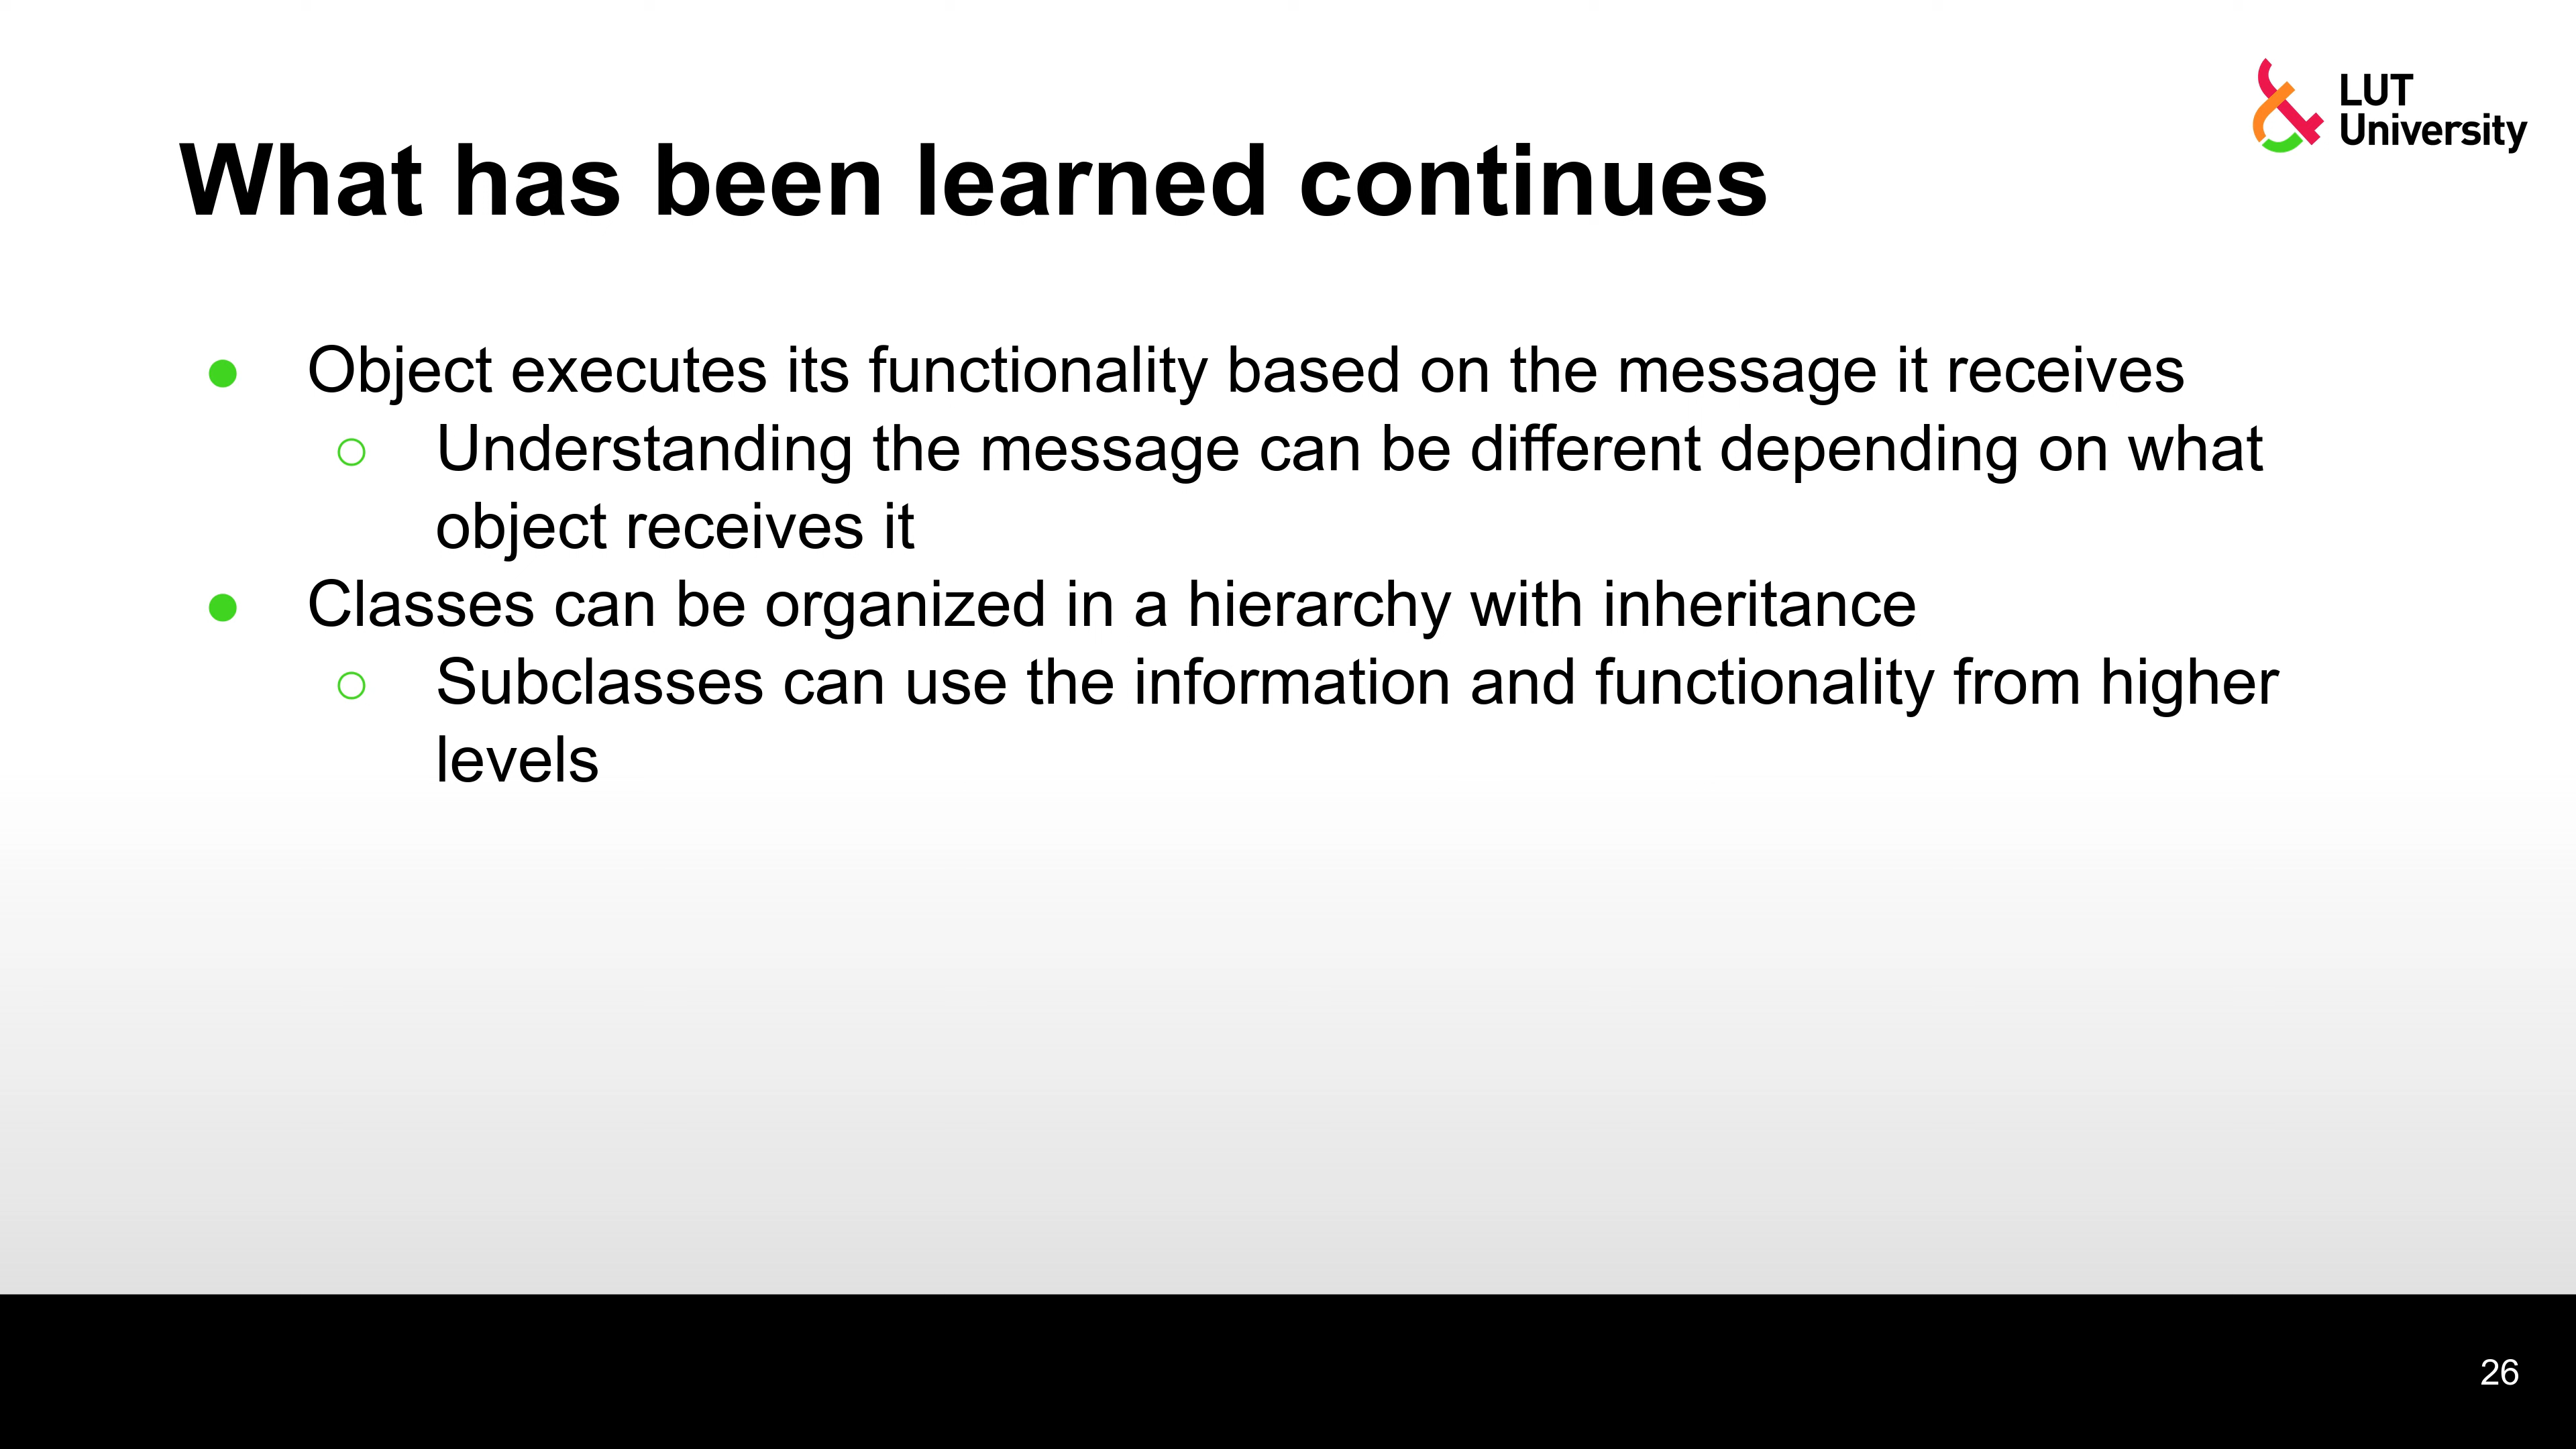 LUT
University
What has been learned continues
● Object executes its functionality based on the message it receives
○ Understanding the message can be different depending on what
object receives it
● Classes can be organized in a hierarchy with inheritance
○ Subclasses can use the information and functionality from higher
levels
26